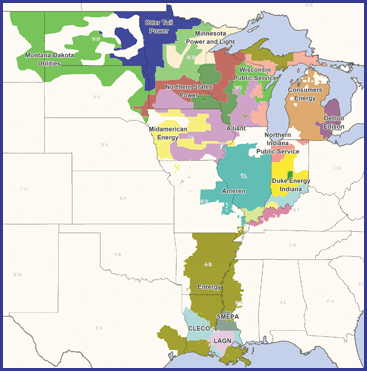 Otter Tail
Power
Minnesota
Power and Light
Montana Dakota
Utilities
Wisconsin
Public Service
Northern States
Power
Consumers
Energy
Detroit
Edison
Midamerican
Energy
Alliant
Northern
Indiana
Public Service
Duke Energy
Indiana
Ameren
Entergy
SMEPA
CLECO
LAGN